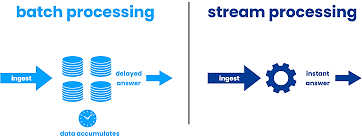 batch processing
ingest
delayed
answer
data accumulates
stream processing
ingest
instant
answer